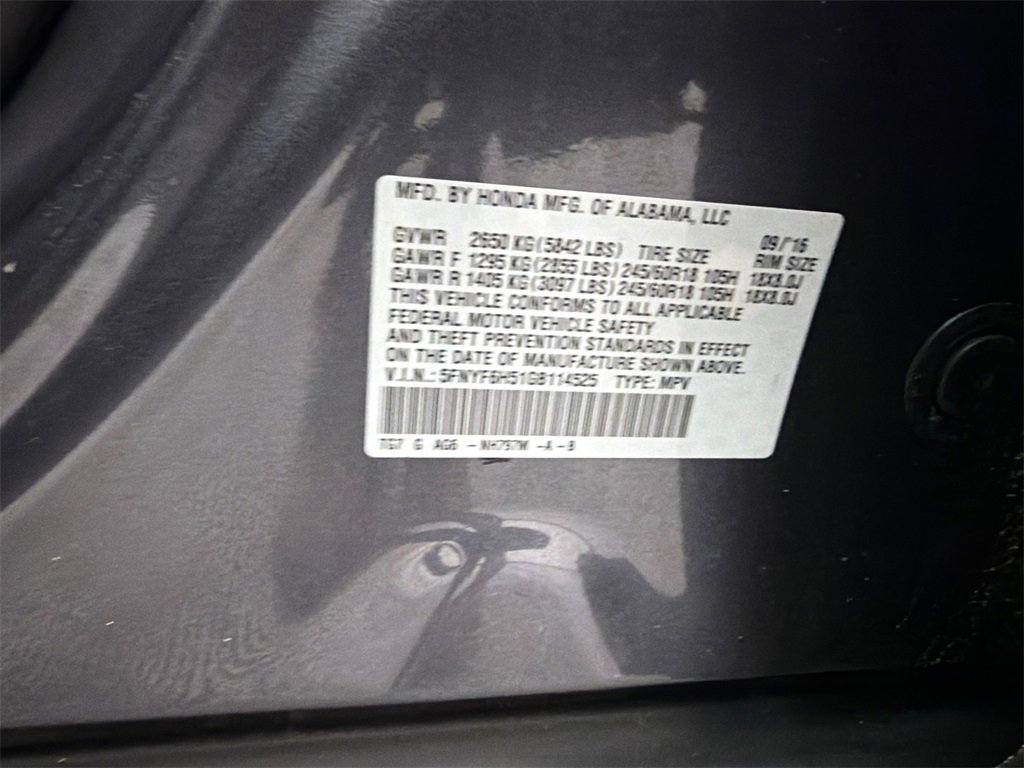 MFD. BY HONDA MFG. OF ALABAMA, LLC
09/'16
GVWR 2650 KG (5842 LBS) TIRE SIZE RIM SIZE
GAWR F 1295 KG (2855 LBS) 245/60R18 105H 18X8.0J
GAWR R 1405 KG (3097 LBS) 245/60R18 105H 18X8.0J
THIS VEHICLE CONFORMS TO ALL APPLICABLE
FEDERAL MOTOR VEHICLE SAFETY
AND THEFT PREVENTION STANDARDS IN EFFECT
ON THE DATE OF MANUFACTURE SHOWN ABOVE.
V.I.N.: 5FNYF6H51GB114525 TYPE: MPV
TG7 G AG6 - NH797M -A - B